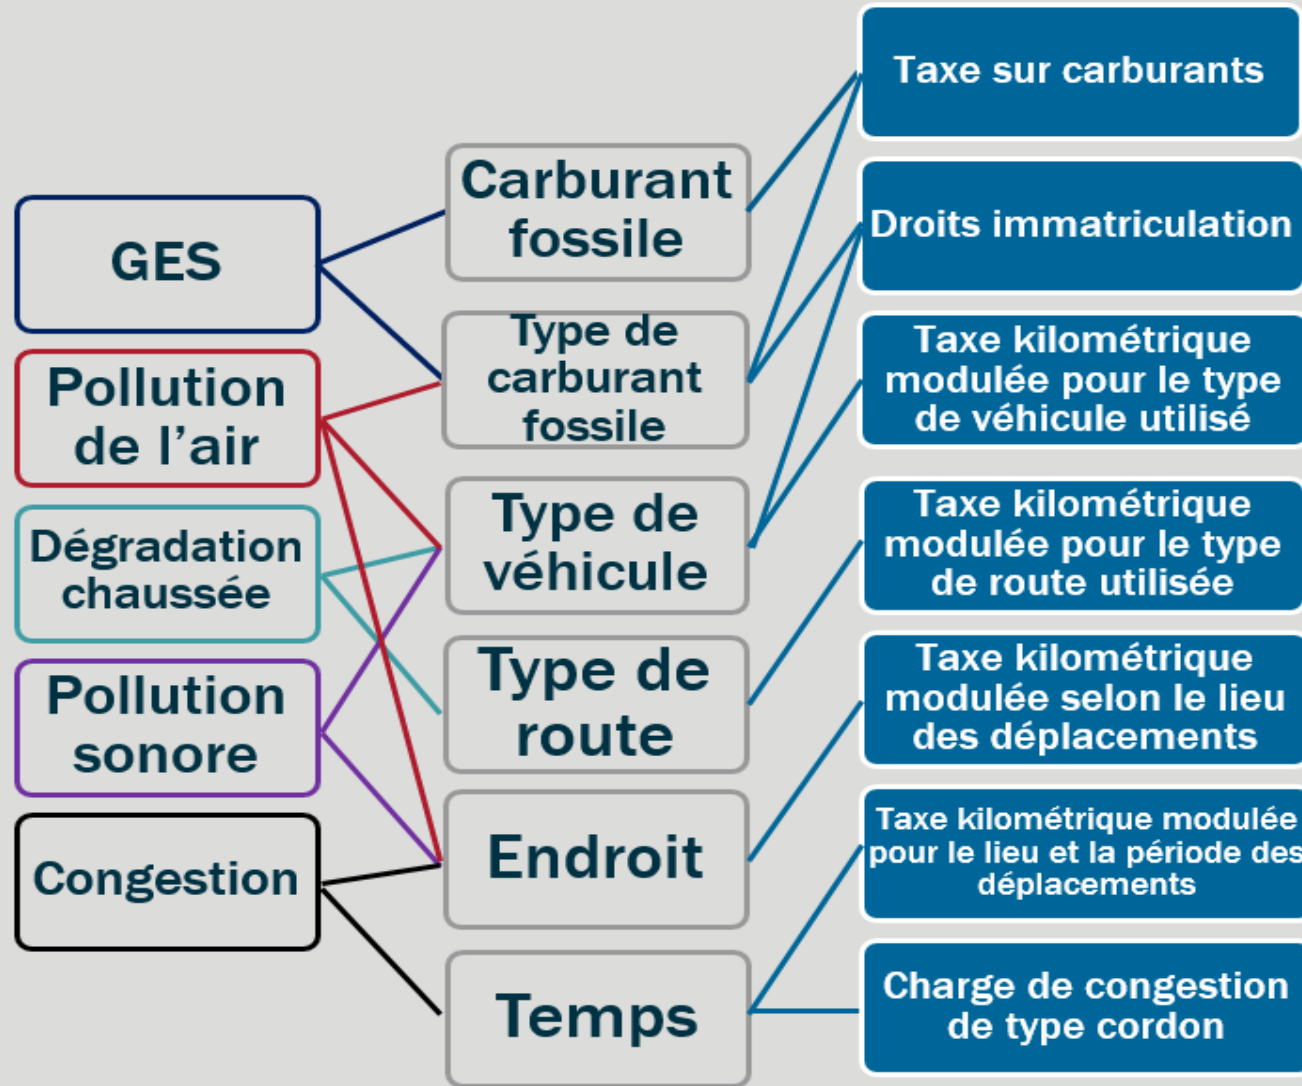 GES
Pollution
de l’air
Dégradation
chaussée
Pollution
sonore
Congestion
Carburant
fossile
Type de
carburant
fossile
Type de
véhicule
Type de
route
Endroit
Temps
Taxe sur carburants
Droits immatriculation
Taxe kilométrique
modulée pour le type
de véhicule utilisé
Taxe kilométrique
modulée pour le type
de route utilisée
Taxe kilométrique
modulée selon le lieu
des déplacements
Taxe kilométrique modulée
pour le lieu et la période des
déplacements
Charge de congestion
de type cordon